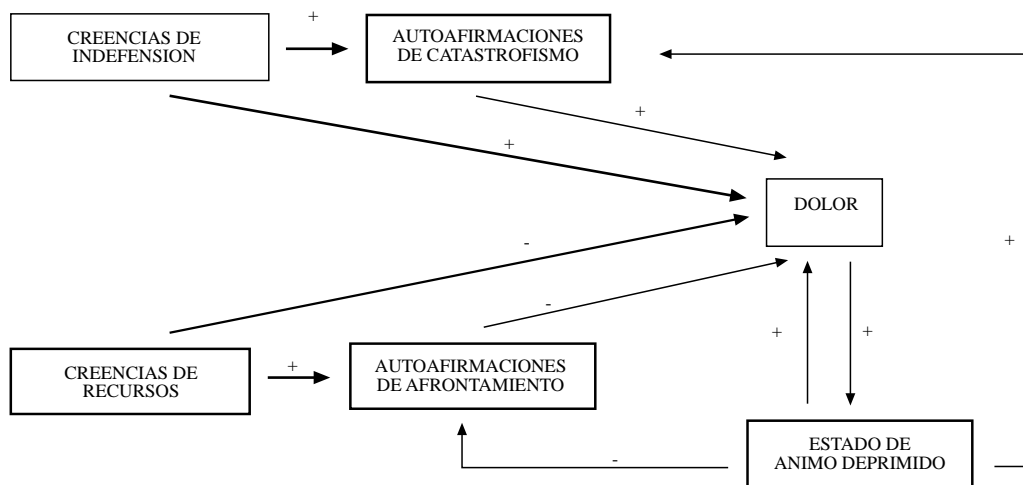 +
CREENCIAS DE
INDEFENSION
AUTOAFIRMACIONES
DE CATASTROFISMO
+
+
DOLOR
+
-
-
+
+
CREENCIAS DE
RECURSOS
+
AUTOAFIRMACIONES
DE AFRONTAMIENTO
-
ESTADO DE
ANIMO DEPRIMIDO